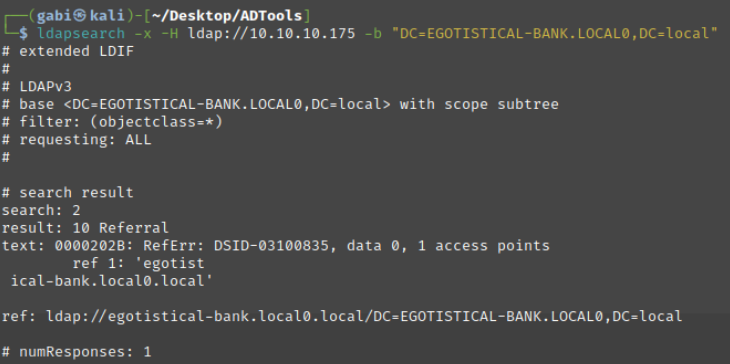 ┌──(gabi㉿kali)-[~/Desktop/ADTools]
└─$ ldapsearch -x -H ldap://10.10.10.175 -b "DC=EGOTISTICAL-BANK.LOCAL0,DC=local"
# extended LDIF
#
# LDAPv3
# base <DC=EGOTISTICAL-BANK.LOCAL0,DC=local> with scope subtree
# filter: (objectclass=*)
# requesting: ALL
#

# search result
search: 2
result: 10 Referral
text: 0000202B: RefErr: DSID-03100835, data 0, 1 access points
        ref 1: 'egotist
 ical-bank.local0.local'

ref: ldap://egotistical-bank.local0.local/DC=EGOTISTICAL-BANK.LOCAL0,DC=local

# numResponses: 1